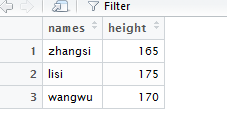 Filter
names height
1 zhangsi 165
2 lisi 175
3 wangwu 170